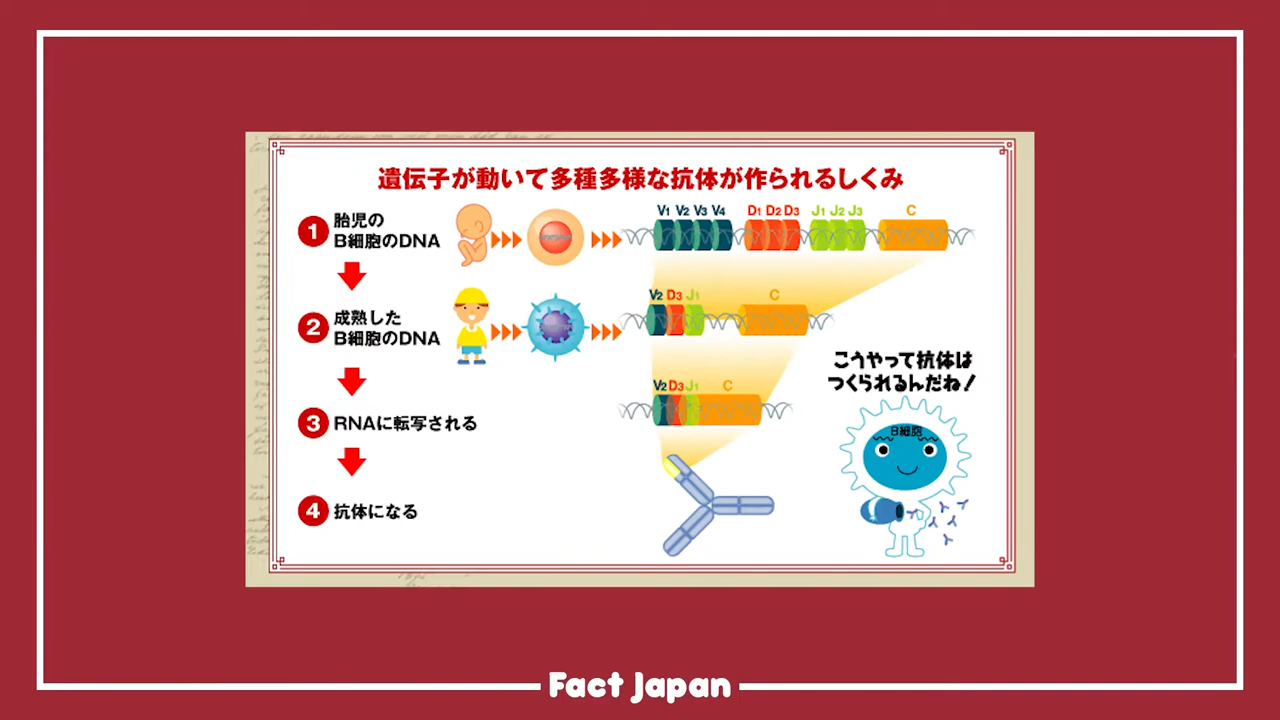 遺伝子が動いて多種多様な抗体が作られるしくみ
1 胎児の
B細胞のDNA
V1 V2 V3 V4 D1 D2 D3 J1 J2 J3 C
2 成熟した
B細胞のDNA
V2 D3 J1 C
こうやって抗体は
つくられるんだね!
3 RNAに転写される
V2 D3 J1 C
B細胞
4 抗体になる
Fact Japan